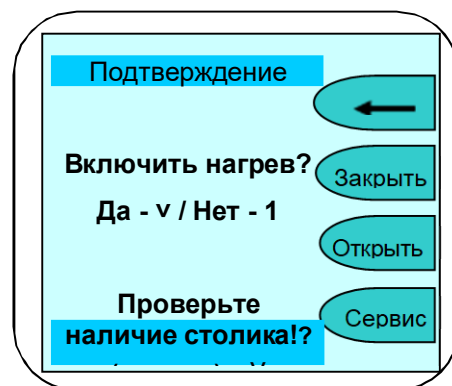 Подтверждение
Включить нагрев?
Да - v / Нет - 1
Проверьте
наличие столика!?
Закрыть
Открыть
Сервис